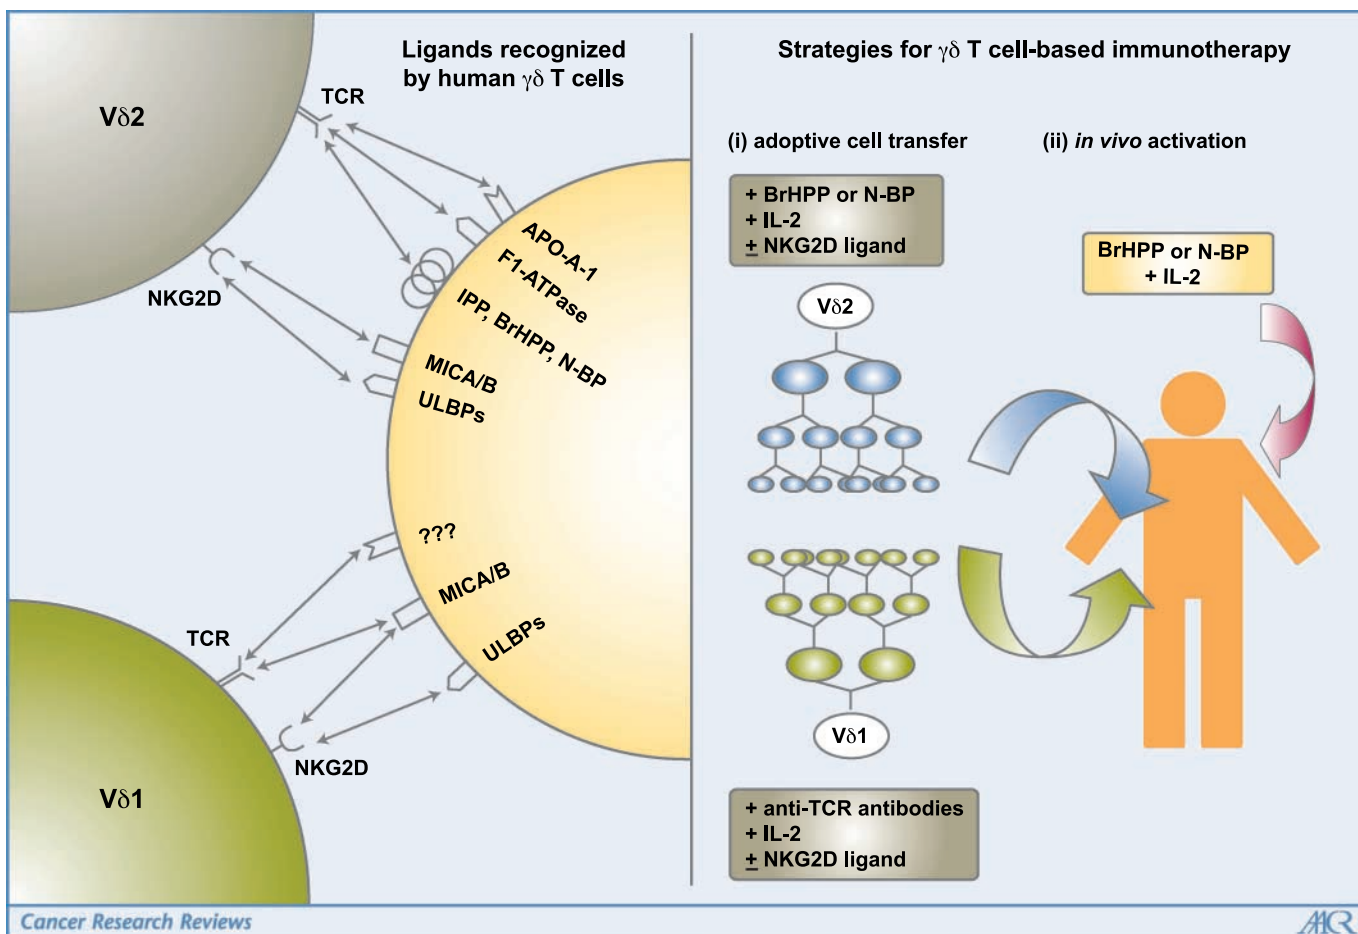 Ligands recognized
by human γδ T cells
Vδ2
TCR
NKG2D
APO-A-1
F1-ATPase
IPP, BrHPP, N-BP
MICA/B
ULBPs
???
MICA/B
ULBPs
TCR
NKG2D
Vδ1
Strategies for γδ T cell-based immunotherapy
(i) adoptive cell transfer
+ BrHPP or N-BP
+ IL-2
± NKG2D ligand
Vδ2
Vδ1
+ anti-TCR antibodies
+ IL-2
± NKG2D ligand
(ii) in vivo activation
BrHPP or N-BP
+ IL-2
Cancer Research Reviews
AACR